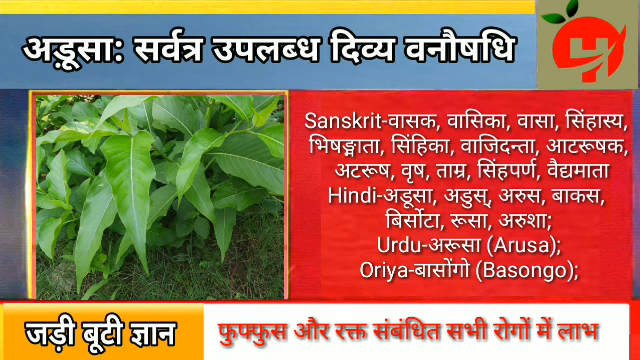 अडूसा: सर्वत्र उपलब्ध दिव्य वनौषधि
Sanskrit-वासक, वासिका, वासा, सिंहास्य,
भिषङ्माता, सिंहिका, वाजिदन्ता, आटरूषक,
अटरूष, वृष, ताम्र, सिंहपर्ण, वैद्यमाता
Hindi-अडूसा, अडुस्, अरुस, बाकस,
बिर्सोटा, रूसा, अरुशा;
Urdu-अरूसा (Arusa);
Oriya-बासोंगो (Basongo);
जड़ी बूटी ज्ञान
फुफ्फुस और रक्त संबंधित सभी रोगों में लाभ